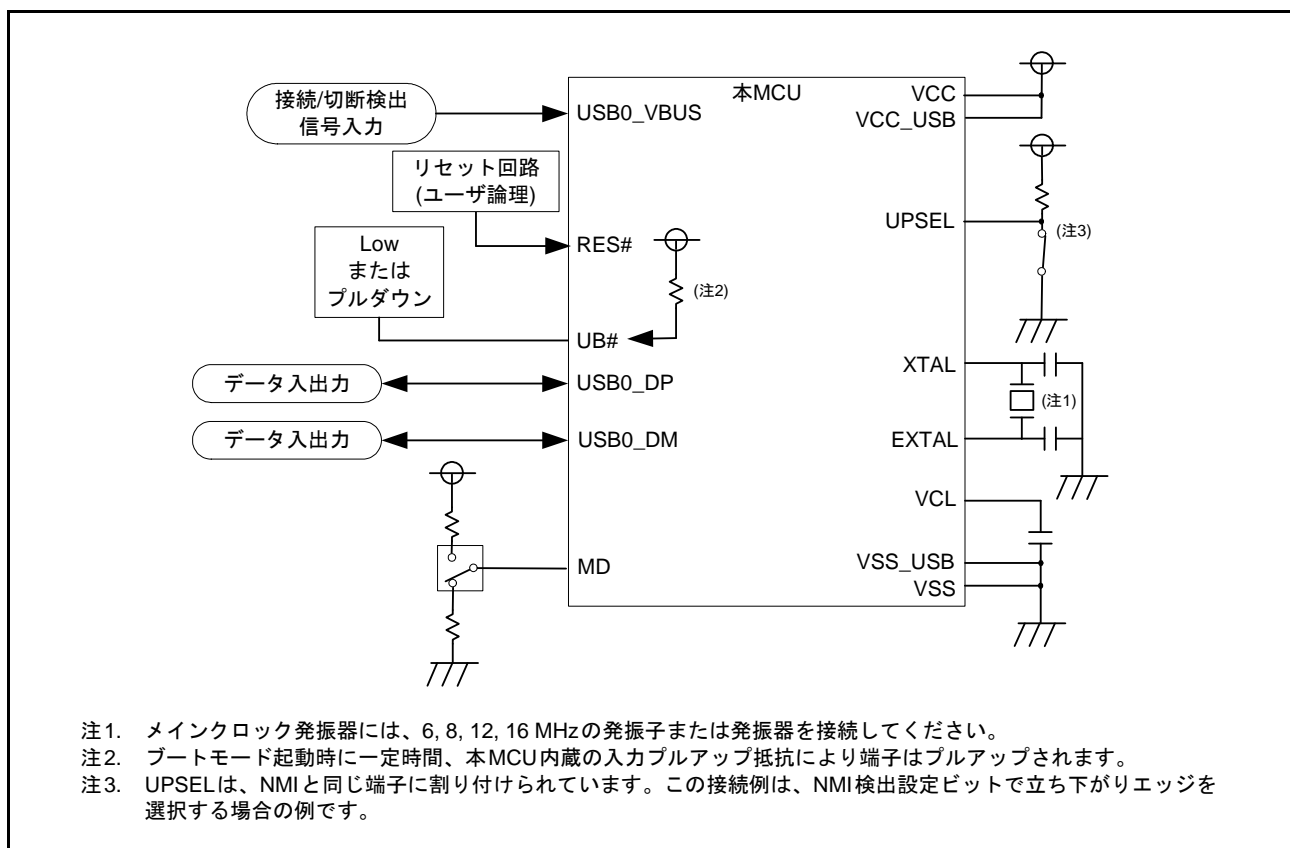 接続/切断検出
信号入力
USB0_VBUS
本MCU
VCC
VCC_USB
リセット回路
(ユーザ論理)
RES#
Low
または
プルダウン
(注2)
UB#
UPSEL
(注3)
データ入出力
USB0_DP
データ入出力
USB0_DM
XTAL
(注1)
EXTAL
MD
VCL
VSS_USB
VSS
注1. メインクロック発振器には、6, 8, 12, 16 MHzの発振子または発振器を接続してください。
注2. ブートモード起動時に一定時間、本MCU内蔵の入力プルアップ抵抗により端子はプルアップされます。
注3. UPSELは、NMIと同じ端子に割り付けられています。この接続例は、NMI検出設定ビットで立ち下がりエッジを
選択する場合の例です。